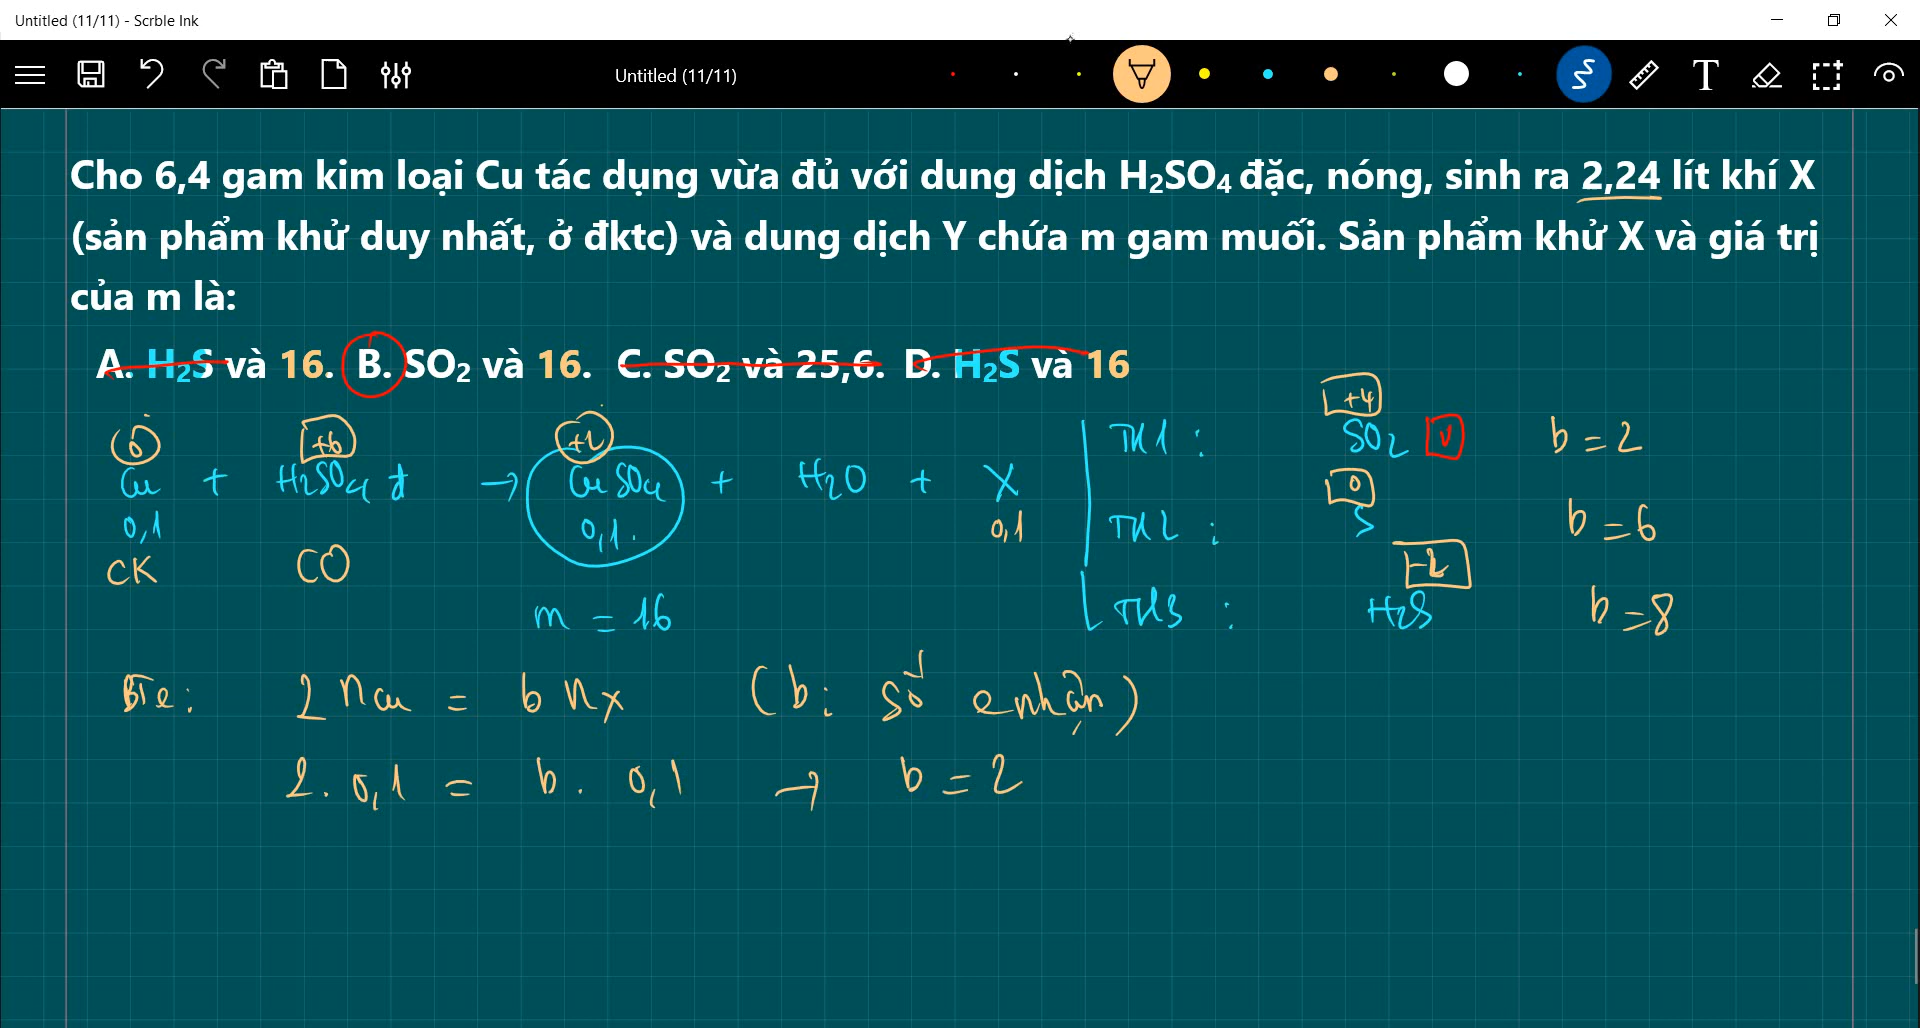 Untitled (11/11) - Scrble Ink
Untitled (11/11)
T
Cho 6,4 gam kim loại Cu tác dụng vừa đủ với dung dịch H₂SO₄ đặc, nóng, sinh ra 2,24 lít khí X
(sản phẩm khử duy nhất, ở đktc) và dung dịch Y chứa m gam muối. Sản phẩm khử X và giá trị
của m là:
A. H₂S và 16. B. SO₂ và 16. C. SO₂ và 25,6. D. H₂S và 16
0 +6 +2
Cu + H2SO4 đ → CuSO4 + H2O + X
0,1 0,1. 0,1
CK CO
m = 16
+4
TH1 : SO2 V b = 2
0
TH2 : S b = 6
-2
TH3 : H2S b = 8
BTe: 2 nCu = b nX (b: số e nhận)
2. 0,1 = b. 0,1 → b = 2